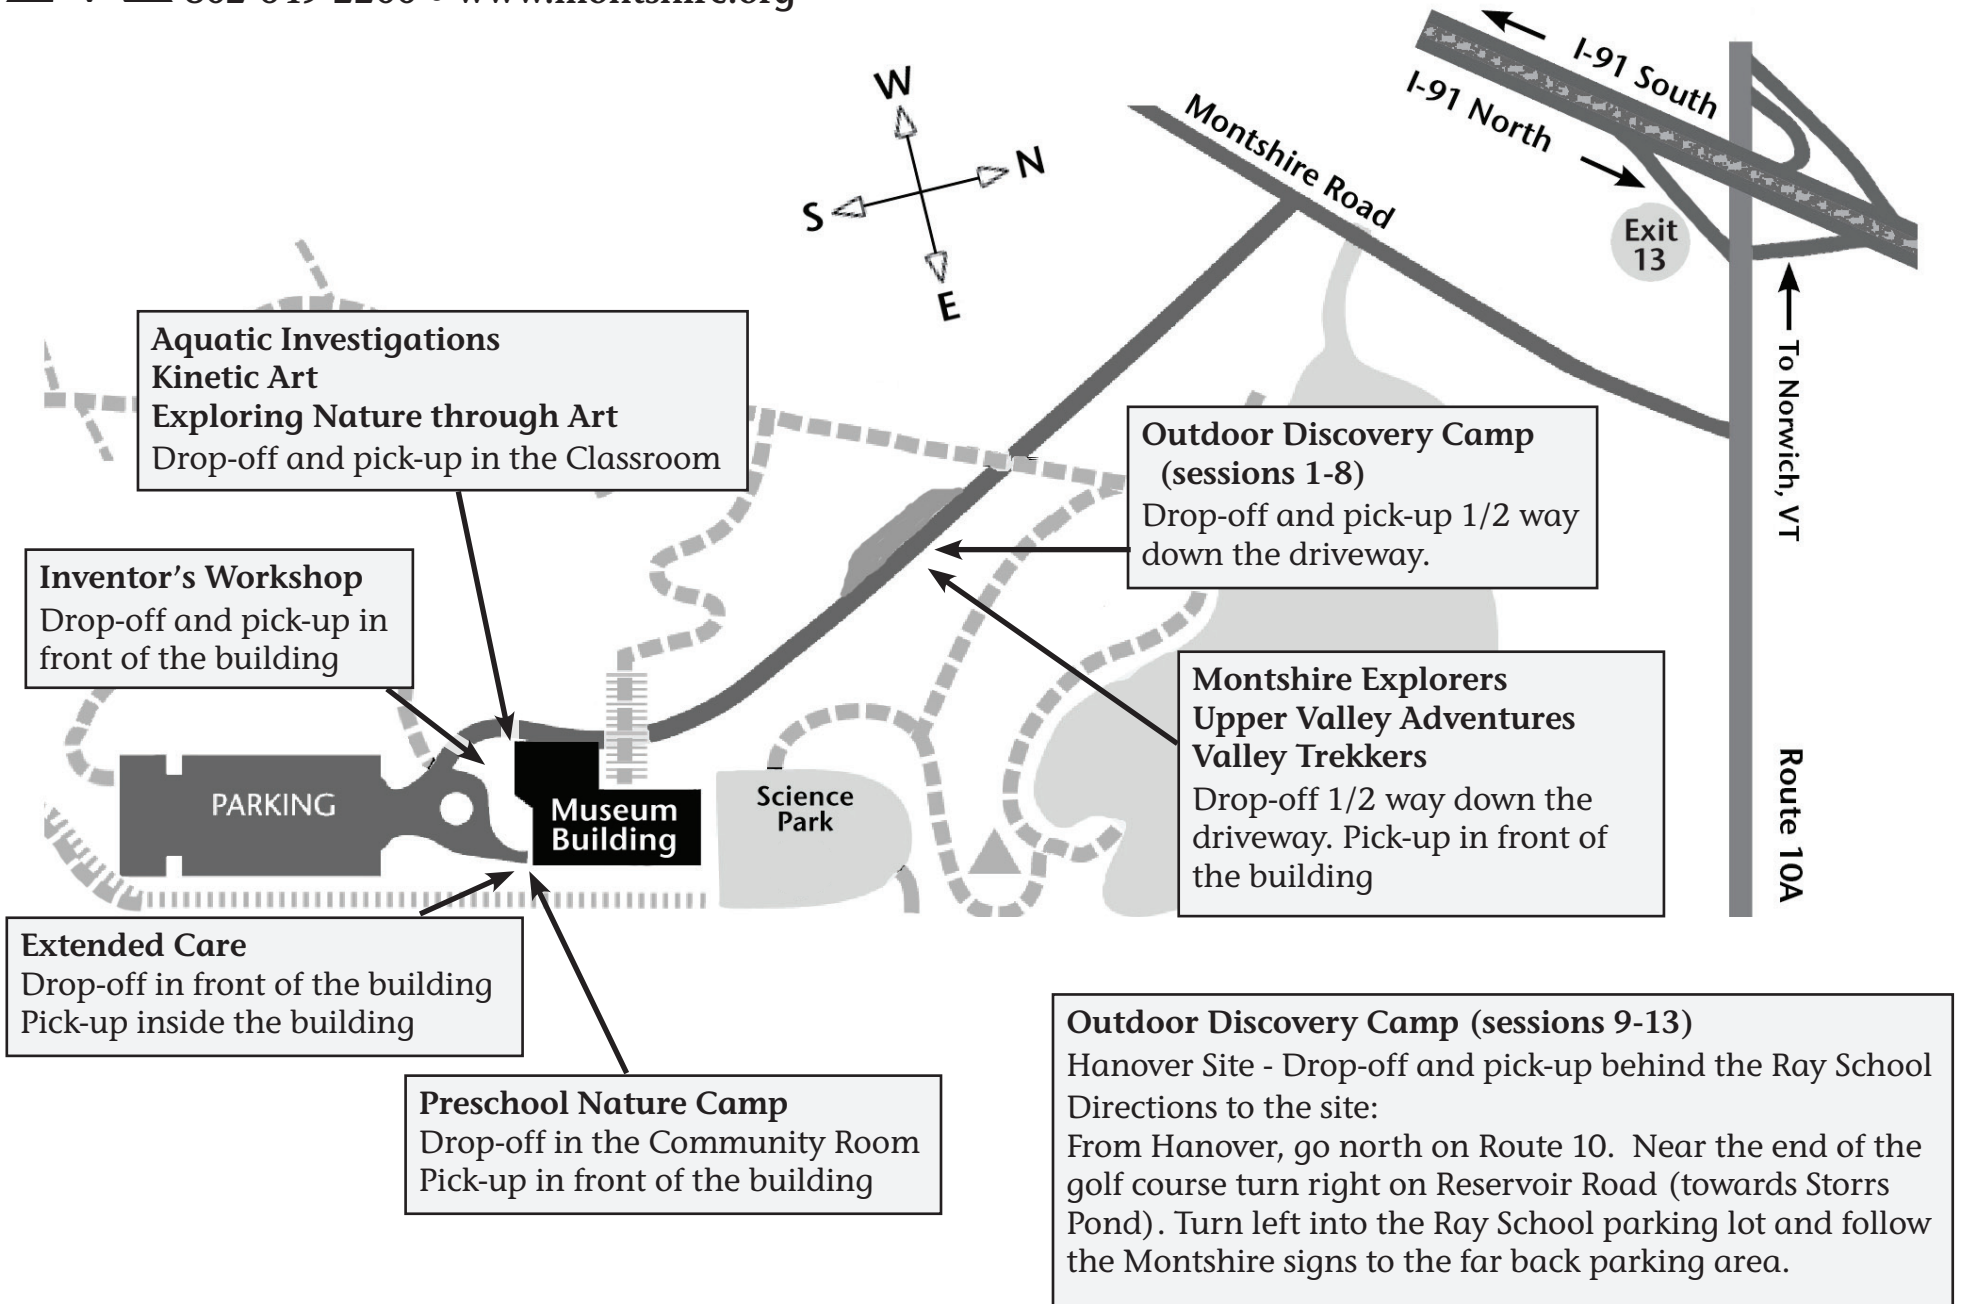 www.montshire.org
W
N
S
E
Montshire Road
I-91 South
I-91 North
Exit
13
To Norwich, VT
Route 10A
Aquatic Investigations
Kinetic Art
Exploring Nature through Art
Drop-off and pick-up in the Classroom
Outdoor Discovery Camp
(sessions 1-8)
Drop-off and pick-up 1/2 way
down the driveway.
Inventor’s Workshop
Drop-off and pick-up in
front of the building
Montshire Explorers
Upper Valley Adventures
Valley Trekkers
Drop-off 1/2 way down the
driveway. Pick-up in front of
the building
PARKING
Museum
Building
Science
Park
Extended Care
Drop-off in front of the building
Pick-up inside the building
Preschool Nature Camp
Drop-off in the Community Room
Pick-up in front of the building
Outdoor Discovery Camp (sessions 9-13)
Hanover Site - Drop-off and pick-up behind the Ray School
Directions to the site:
From Hanover, go north on Route 10.  Near the end of the
golf course turn right on Reservoir Road (towards Storrs
Pond). Turn left into the Ray School parking lot and follow
the Montshire signs to the far back parking area.